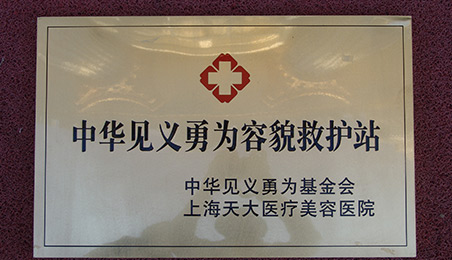 中华见义勇为容貌救护站
中华见义勇为基金会
上海天大医疗美容医院